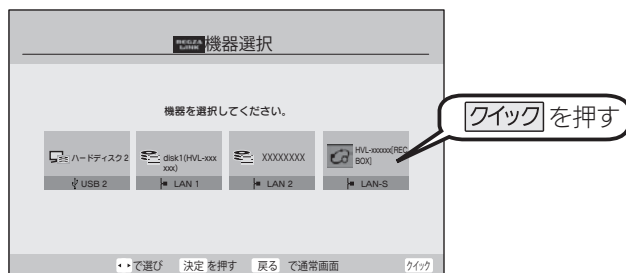 REGZA LINK 機器選択
機器を選択してください。
ハードディスク2
USB 2
disk1(HVL-xxx
xxx)
LAN 1
XXXXXXXX
LAN 2
HVL-xxxxxx(REC
BOX)
LAN-S
クイック を押す
で選び 決定 を押す 戻る で通常画面 クイック